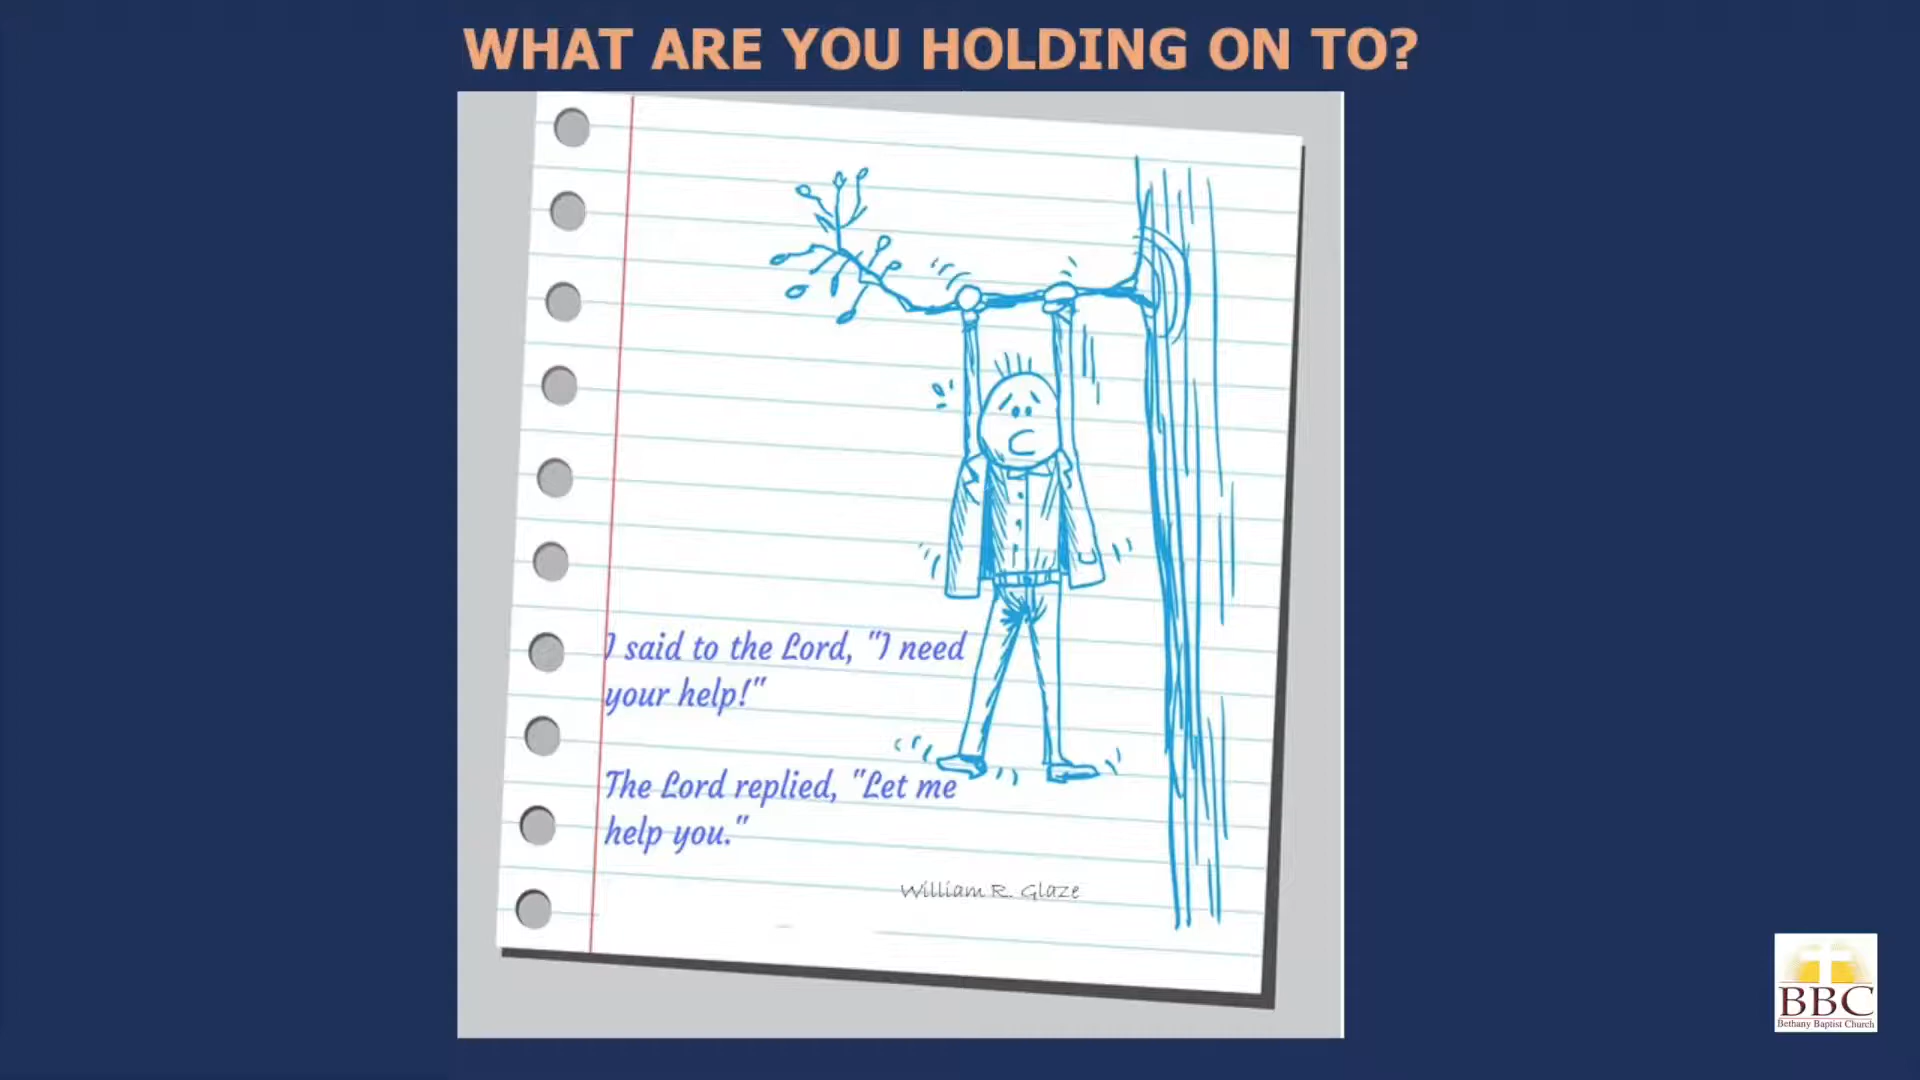 WHAT ARE YOU HOLDING ON TO?
I said to the Lord, "I need
your help!"
The Lord replied, "Let me
help you."
William R. Glaze
BBC
Bethany Baptist Church